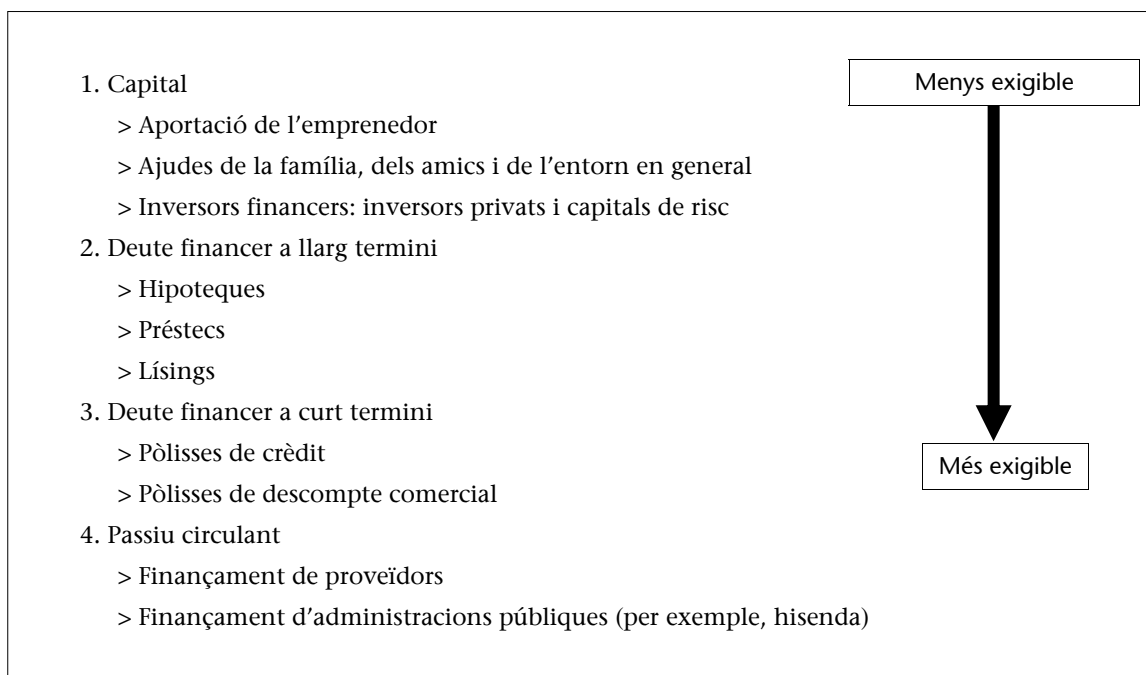 1. Capital
> Aportació de l’emprenedor
> Ajudes de la família, dels amics i de l’entorn en general
> Inversors financers: inversors privats i capitals de risc
2. Deute financer a llarg termini
> Hipoteques
> Préstecs
> Lísings
3. Deute financer a curt termini
> Pòlisses de crèdit
> Pòlisses de descompte comercial
4. Passiu circulant
> Finançament de proveïdors
> Finançament d’administracions públiques (per exemple, hisenda)
Menys exigible
Més exigible